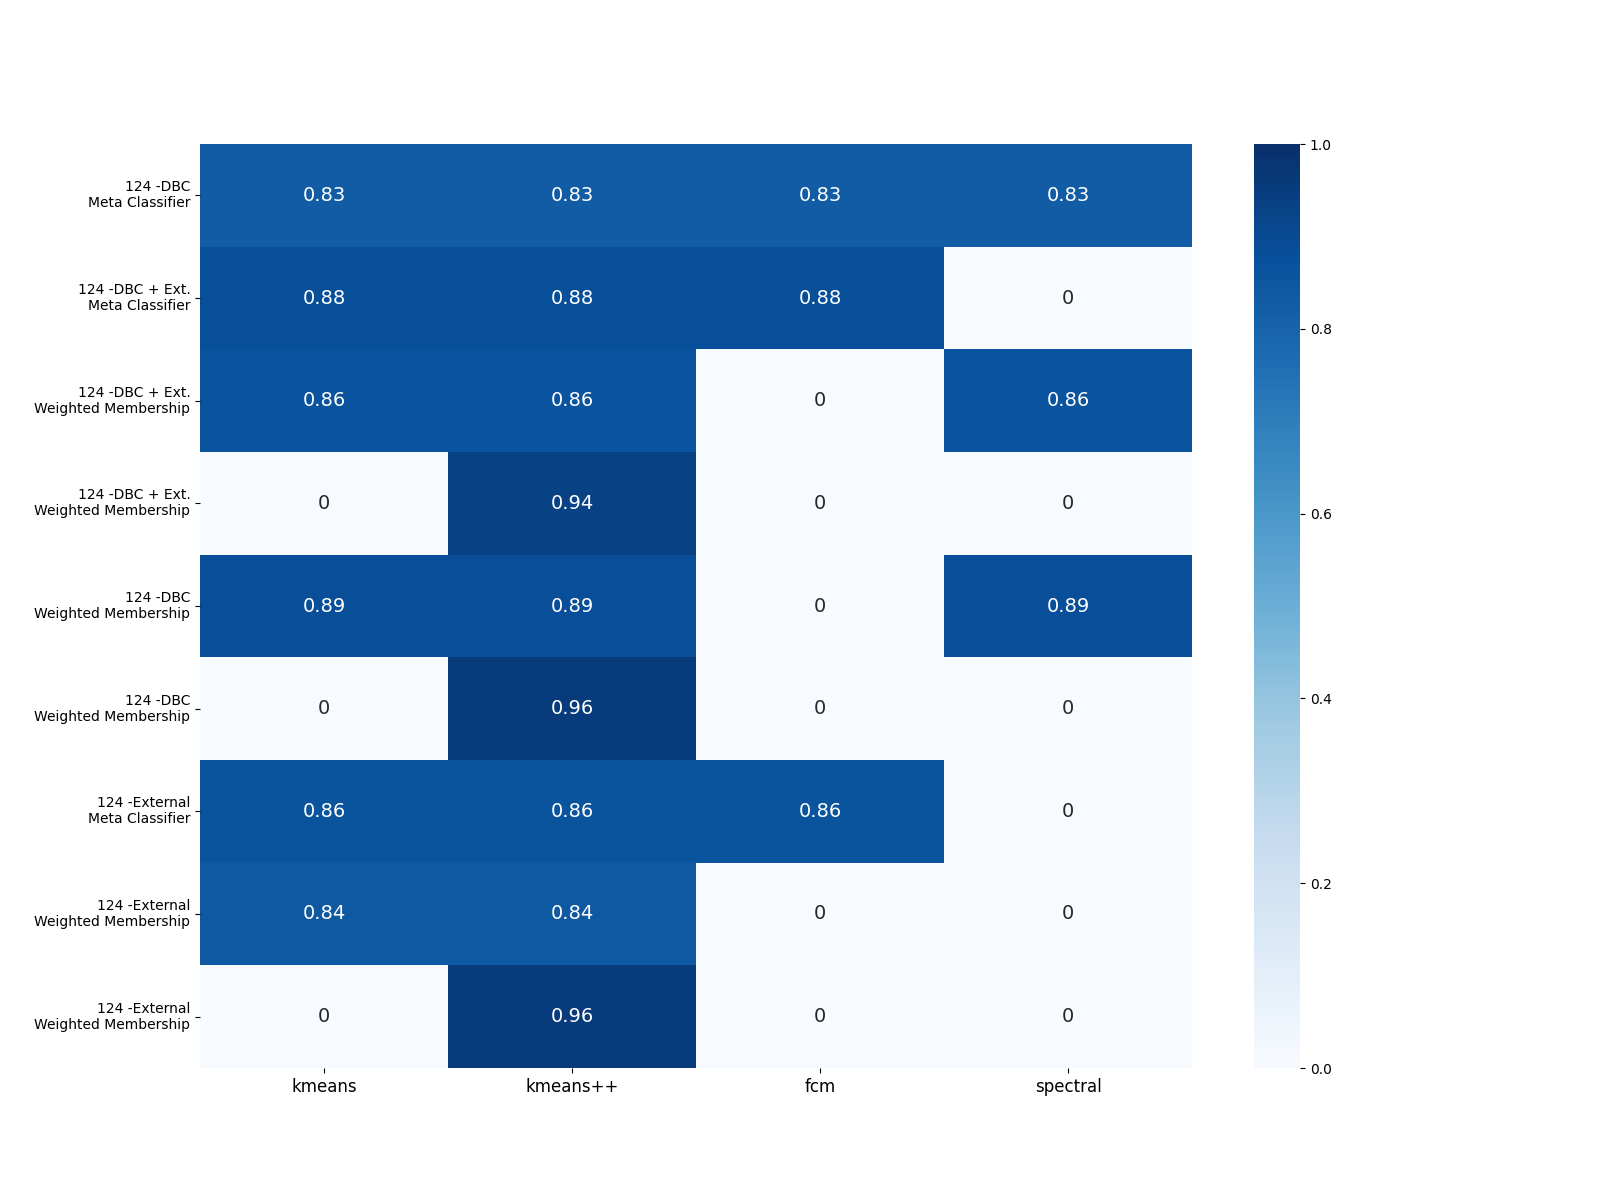 124 -DBC
Meta Classifier
0.83 0.83 0.83 0.83
124 -DBC + Ext.
Meta Classifier
0.88 0.88 0.88 0
124 -DBC + Ext.
Weighted Membership
0.86 0.86 0 0.86
124 -DBC + Ext.
Weighted Membership
0 0.94 0 0
124 -DBC
Weighted Membership
0.89 0.89 0 0.89
124 -DBC
Weighted Membership
0 0.96 0 0
124 -External
Meta Classifier
0.86 0.86 0.86 0
124 -External
Weighted Membership
0.84 0.84 0 0
124 -External
Weighted Membership
0 0.96 0 0
kmeans kmeans++ fcm spectral
1.0
0.8
0.6
0.4
0.2
0.0